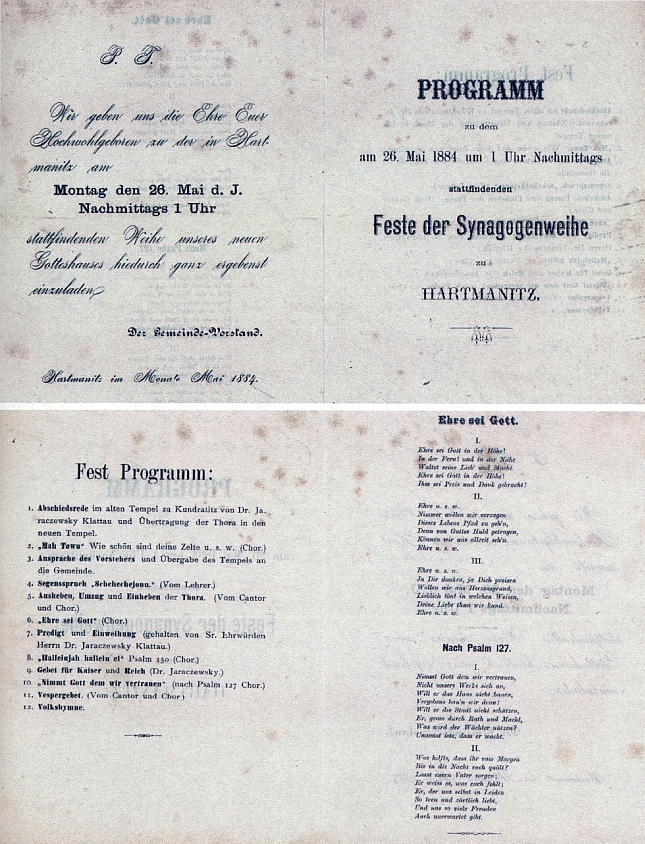 P. T.
Wir geben uns die Ehre Euer
Hochwohlgeboren zu der in Hart-
manitz am
Montag den 26. Mai d. J.
Nachmittags 1 Uhr
stattfindenden Weihe unseres neuen
Gotteshauses hiedurch ganz ergebenst
einzuladen
Der Gemeinde-Vorstand.
Hartmanitz im Monate Mai 1884.
PROGRAMM
zu dem
am 26. Mai 1884 um 1 Uhr Nachmittags
stattfindenden
Feste der Synagogenweihe
zu
HARTMANITZ.
Fest Programm:
1. Abschiedsrede im alten Tempel zu Kundratitz von Dr. Ja-
raczewsky Klattau und Übertragung der Thora in den
neuen Tempel.
2. „Mah Town“ Wie schön sind deine Zelte u. s. w. (Chor.)
3. Ansprache des Vorstehers und Übergabe des Tempels an
die Gemeinde.
4. Segensspruch „Schehechejonu.“ (Vom Lehrer.)
5. Ausheben, Umzug und Einheben der Thora. (Vom Cantor
und Chor.)
6. „Ehre sei Gott“ (Chor.)
7. Predigt und Einweihung (gehalten von Sr. Ehrwürden
Herrn Dr. Jaraczewsky Klattau.)
8. „Hallelujah hallelu el“ Psalm 150 (Chor.)
9. Gebet für Kaiser und Reich (Dr. Jaraczewsky.)
10. „Nimmt Gott dem wir vertrauen“ (nach Psalm 127 Chor.)
11. Vespergebet. (Vom Cantor und Chor.)
12. Volkshymne.
Ehre sei Gott.
I.
Ehre sei Gott in der Höhe!
In der Fern! und in der Nähe
Waltet seine Lieb' und Macht.
Ehre sei Gott in der Höhe!
Ihm sei Preis und Dank gebracht!
II.
Ehre u. s. w.
Nimmer wollen wir verzagen
Dieses Lebens Pfad zu geh'n,
Denn von Gottes Huld getragen,
Können wir uns allzeit seh'n.
Ehre u. s. w.
III.
Ehre u. s. w.
Ja Dir danken, ja Dich preisen
Wollen wir aus Herzensgrund,
Lieblich tönt in welchen Weisen,
Deine Liebe thun wir kund.
Ehre u. s. w.
Nach Psalm 127.
I.
Nimmt Gott dem wir vertrauen,
Nicht unsers Werks sich an,
Will er das Haus nicht bauen,
Vergebens bau'n wir dran!
Will er die Stadt nicht schützen,
Er, gross durch Rath und Macht,
Was wird der Wächter nützen?
Umsonst ists, dass er wacht.
II.
Was hilfts, dass ihr vom Morgen
Bis in die Nacht euch quält?
Lasst euern Vater sorgen;
Er weiss es, was euch fehlt;
Er, der uns selbst in Leiden
So treu und zärtlich liebt,
Und uns so viele Freuden
Auch unerwartet gibt.